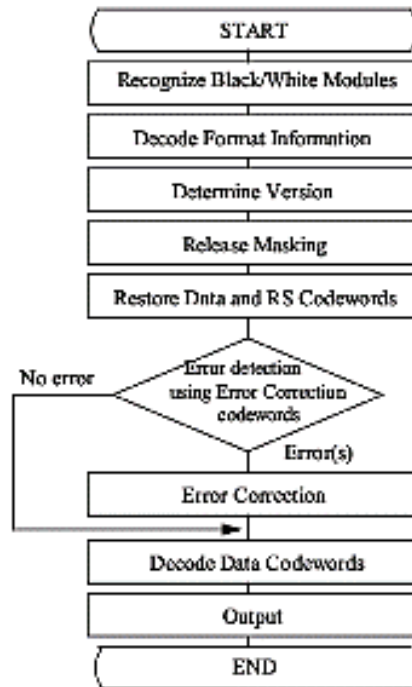 START
Recognize Black/White Modules
Decode Format Information
Determine Version
Release Masking
Restore Data and RS Codewords
Error detection
No error
using Error Correction
codewords
Error(s)
Error Correction
Decode Data Codewords
Output
END